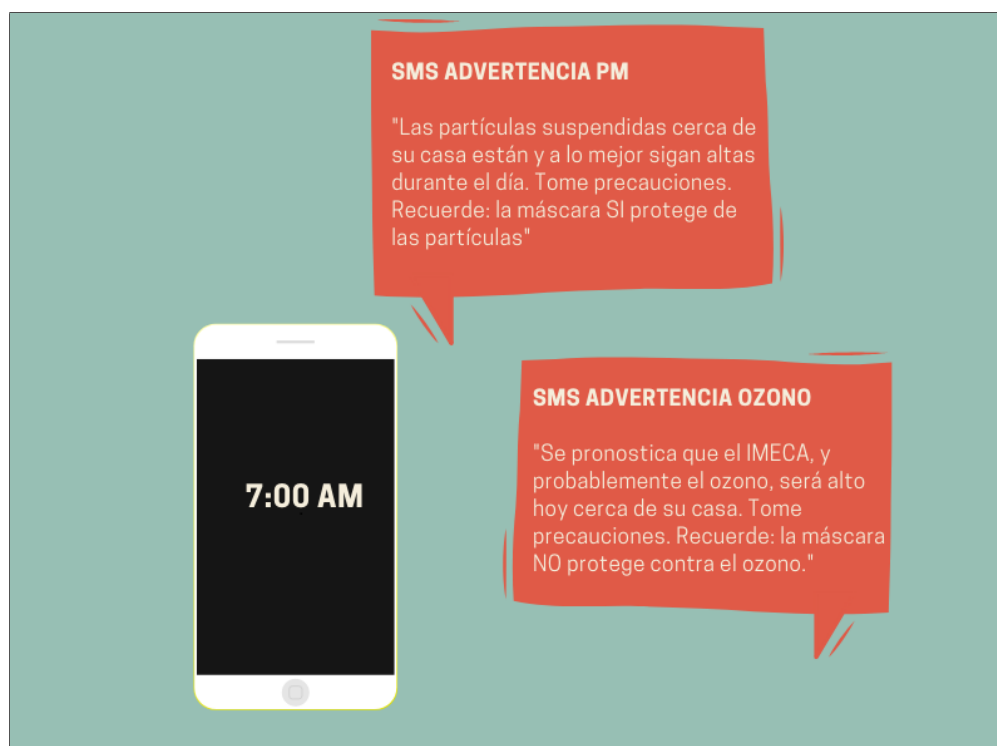 SMS ADVERTENCIA PM
"Las partículas suspendidas cerca de
su casa están y a lo mejor sigan altas
durante el día. Tome precauciones.
Recuerde: la máscara SI protege de
las partículas"
7:00 AM
SMS ADVERTENCIA OZONO
"Se pronostica que el IMECA, y
probablemente el ozono, será alto
hoy cerca de su casa. Tome
precauciones. Recuerde: la máscara
NO protege contra el ozono."